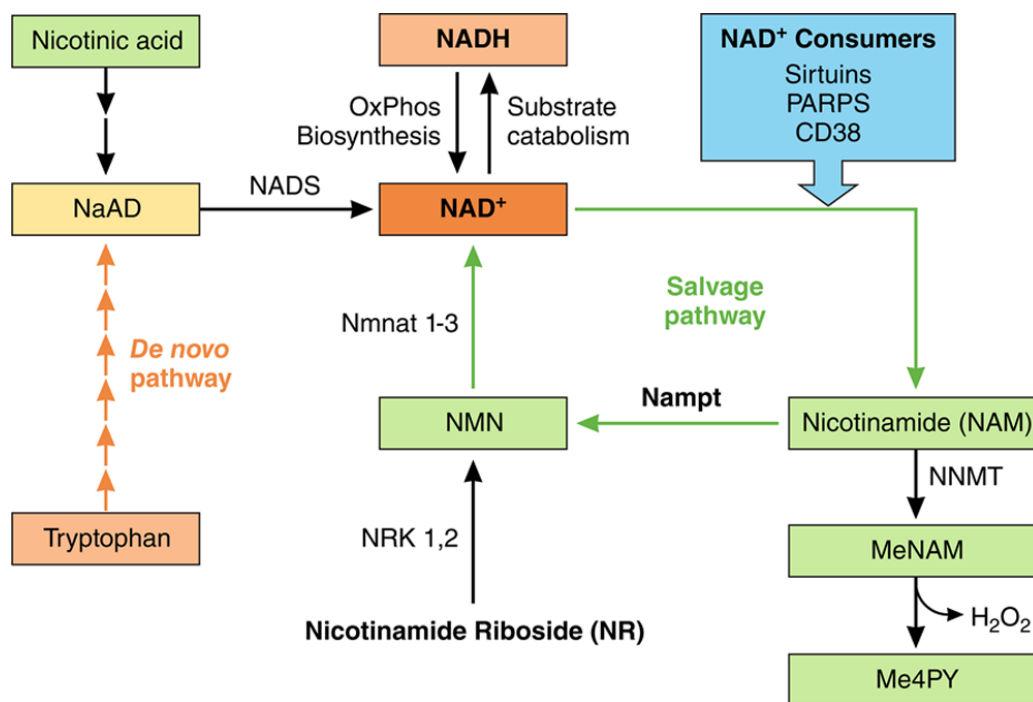 Nicotinic acid
NADH
NAD⁺ Consumers
Sirtuins
PARPS
CD38
OxPhos
Biosynthesis
Substrate
catabolism
NaAD
NADS
NAD⁺
De novo
pathway
Nmnat 1-3
Salvage
pathway
NMN
Nampt
Nicotinamide (NAM)
NNMT
Tryptophan
NRK 1,2
MeNAM
H₂O₂
Nicotinamide Riboside (NR)
Me4PY